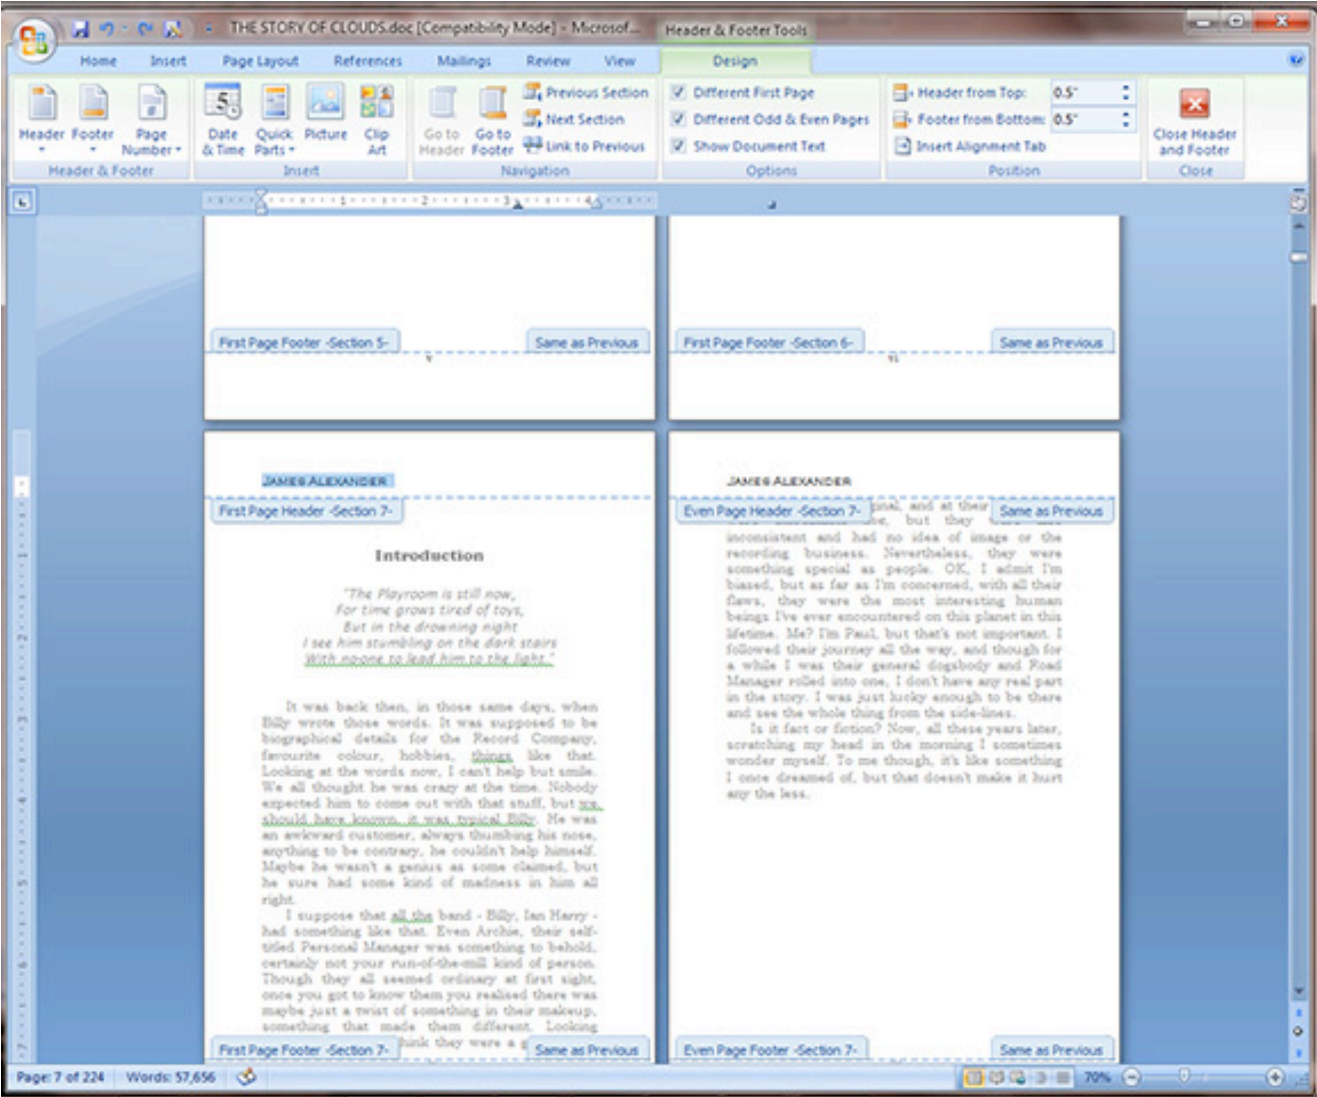 THE STORY OF CLOUDS.doc [Compatibility Mode] - Microsof... Header & Footer Tools
Home Insert Page Layout References Mailings Review View Design
Header Footer Page Number
Header & Footer
Date & Time Quick Parts Picture Clip Art
Insert
Go to Header Go to Footer Previous Section
Next Section
Link to Previous
Navigation
Different First Page
Different Odd & Even Pages
Show Document Text
Options
Header from Top: 0.5"
Footer from Bottom: 0.5"
Insert Alignment Tab
Position
Close Header and Footer
Close
1 2 3 4
First Page Footer -Section 5- Same as Previous
v
First Page Footer -Section 6- Same as Previous
vi
JAMES ALEXANDER
First Page Header -Section 7-
Introduction
"The Playroom is still now,
For time grows tired of toys,
But in the drowning night
I see him stumbling on the dark stairs
With no-one to lead him to the light."
It was back then, in those same days, when
Billy wrote those words. It was supposed to be
biographical details for the Record Company,
favourite colour, hobbies, things like that.
Looking at the words now, I can't help but smile.
We all thought he was crazy at the time. Nobody
expected him to come out with that stuff, but we
should have known, it was typical Billy. He was
an awkward customer, always thumbing his nose,
anything to be contrary, he couldn't help himself.
Maybe he wasn't a genius as some claimed, but
he sure had some kind of madness in him all
right.
I suppose that all the band - Billy, Ian Harry -
had something like that. Even Archie, their self-
titled Personal Manager was something to behold,
certainly not your run-of-the-mill kind of person.
Though they all seemed ordinary at first sight,
once you got to know them you realised there was
maybe just a twist of something in their makeup,
something that made them different. Looking
think they were a
First Page Footer -Section 7- Same as Previous
JAMES ALEXANDER
Even Page Header -Section 7- and at their Same as Previous
but they
inconsistent and had no idea of image or the
recording business. Nevertheless, they were
something special as people. OK, I admit I'm
biased, but as far as I'm concerned, with all their
flaws, they were the most interesting human
beings I've ever encountered on this planet in this
lifetime. Me? I'm Paul, but that's not important. I
followed their journey all the way, and though for
a while I was their general dogsbody and Road
Manager rolled into one, I don't have any real part
in the story. I was just lucky enough to be there
and see the whole thing from the side-lines.
Is it fact or fiction? Now, all these years later,
scratching my head in the morning I sometimes
wonder myself. To me though, it's like something
I once dreamed of, but that doesn't make it hurt
any the less.
Even Page Footer -Section 7- Same as Previous
Page: 7 of 224 Words: 57,656 70%